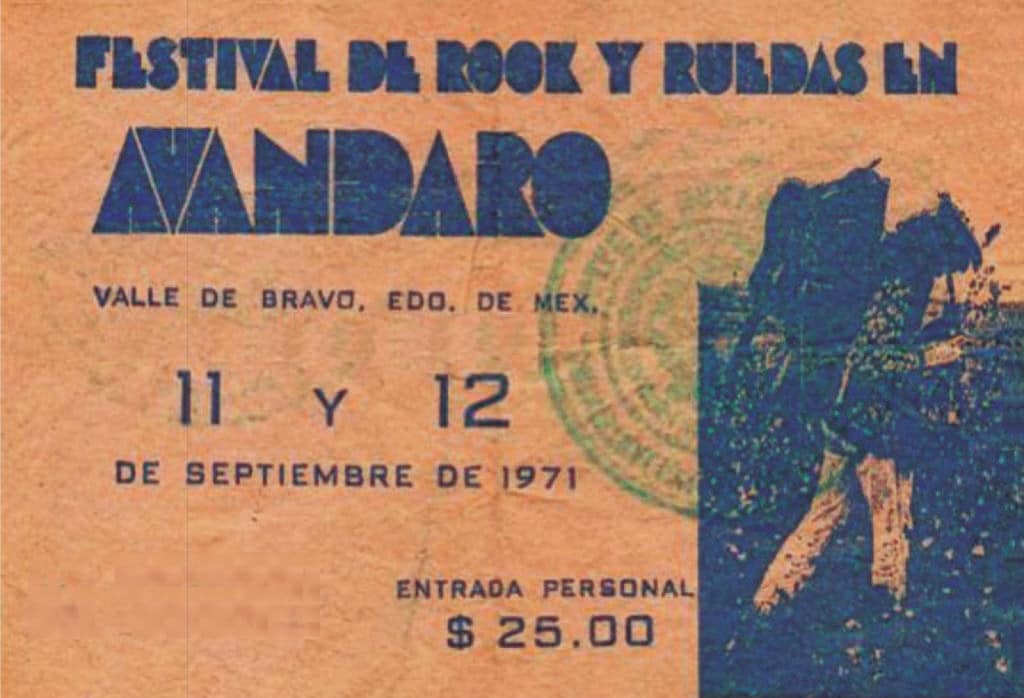 FESTIVAL DE ROCK Y RUEDAS EN
AVANDARO
VALLE DE BRAVO, EDO. DE MEX.
11 Y 12
DE SEPTIEMBRE DE 1971
ENTRADA PERSONAL
$ 25.00